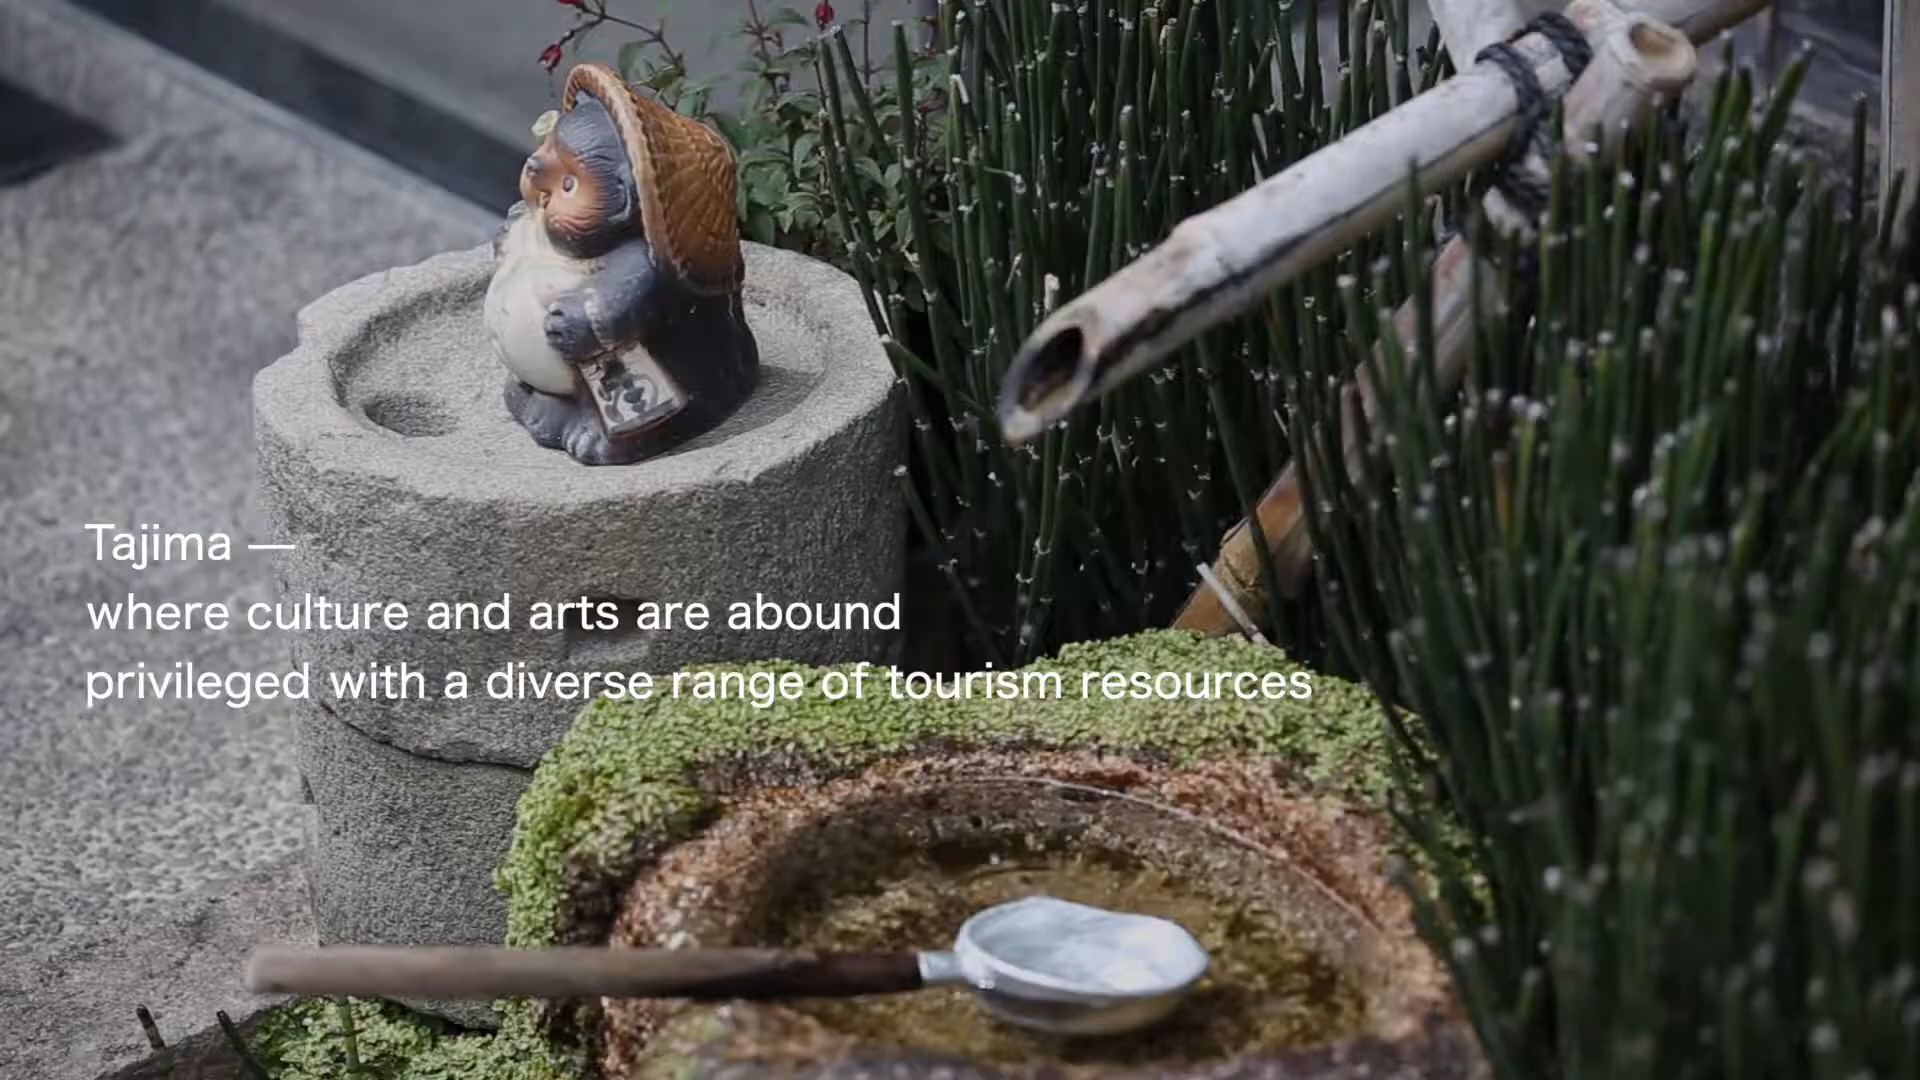 Tajima —
where culture and arts are abound
privileged with a diverse range of tourism resources